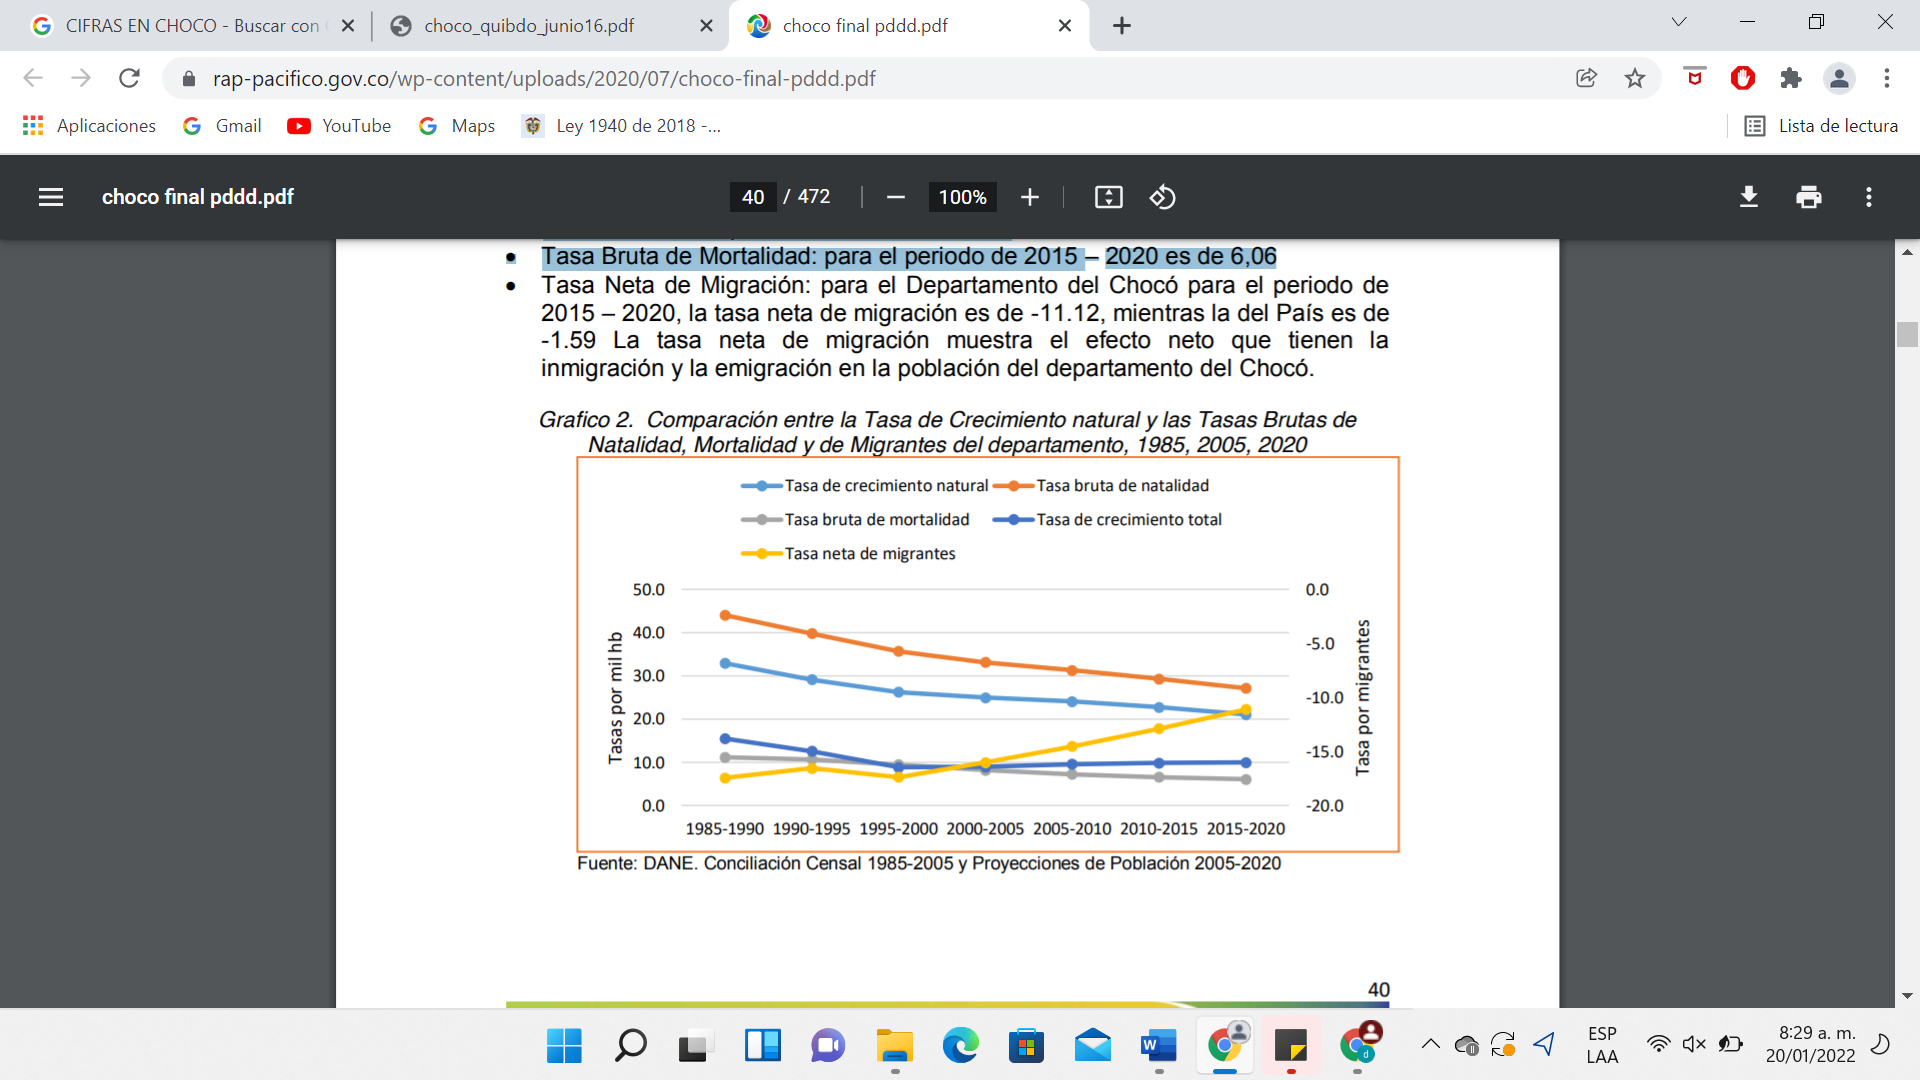 CIFRAS EN CHOCO - Buscar con
choco_quibdo_junio16.pdf
choco final pddd.pdf
rap-pacifico.gov.co/wp-content/uploads/2020/07/choco-final-pddd.pdf
Aplicaciones
Gmail
YouTube
Maps
Ley 1940 de 2018 -...
Lista de lectura
choco final pddd.pdf
40 / 472
100%
• Tasa Bruta de Mortalidad: para el periodo de 2015 – 2020 es de 6,06
• Tasa Neta de Migración: para el Departamento del Chocó para el periodo de
2015 – 2020, la tasa neta de migración es de -11.12, mientras la del País es de
-1.59 La tasa neta de migración muestra el efecto neto que tienen la
inmigración y la emigración en la población del departamento del Chocó.
Grafico 2. Comparación entre la Tasa de Crecimiento natural y las Tasas Brutas de
Natalidad, Mortalidad y de Migrantes del departamento, 1985, 2005, 2020
Tasa de crecimiento natural
Tasa bruta de natalidad
Tasa bruta de mortalidad
Tasa de crecimiento total
Tasa neta de migrantes
Tasas por mil hb
50.0
40.0
30.0
20.0
10.0
0.0
0.0
-5.0
-10.0
-15.0
-20.0
Tasa por migrantes
1985-1990 1990-1995 1995-2000 2000-2005 2005-2010 2010-2015 2015-2020
Fuente: DANE. Conciliación Censal 1985-2005 y Proyecciones de Población 2005-2020
40
W
d
ESP
LAA
8:29 a. m.
20/01/2022